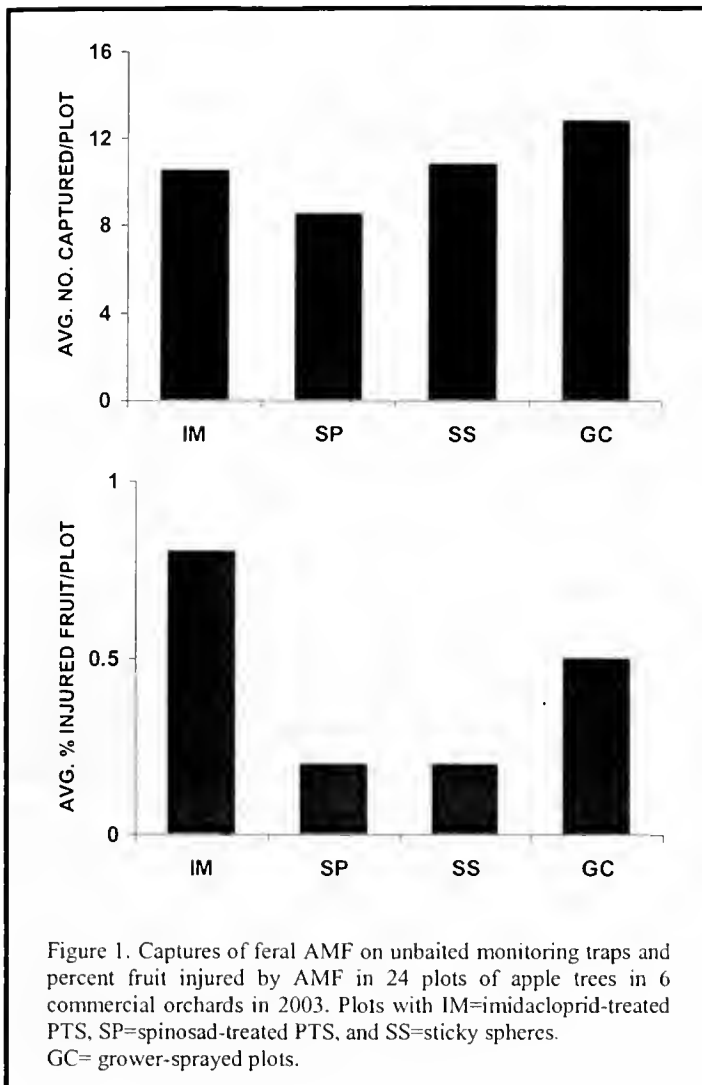 16
12
8
4
0
AVG. NO. CAPTURED/PLOT
IM SP SS GC
1
0.5
0
AVG. % INJURED FRUIT/PLOT
IM SP SS GC
Figure 1. Captures of feral AMF on unbaited monitoring traps and
percent fruit injured by AMF in 24 plots of apple trees in 6
commercial orchards in 2003. Plots with IM=imidacloprid-treated
PTS, SP=spinosad-treated PTS, and SS=sticky spheres.
GC= grower-sprayed plots.